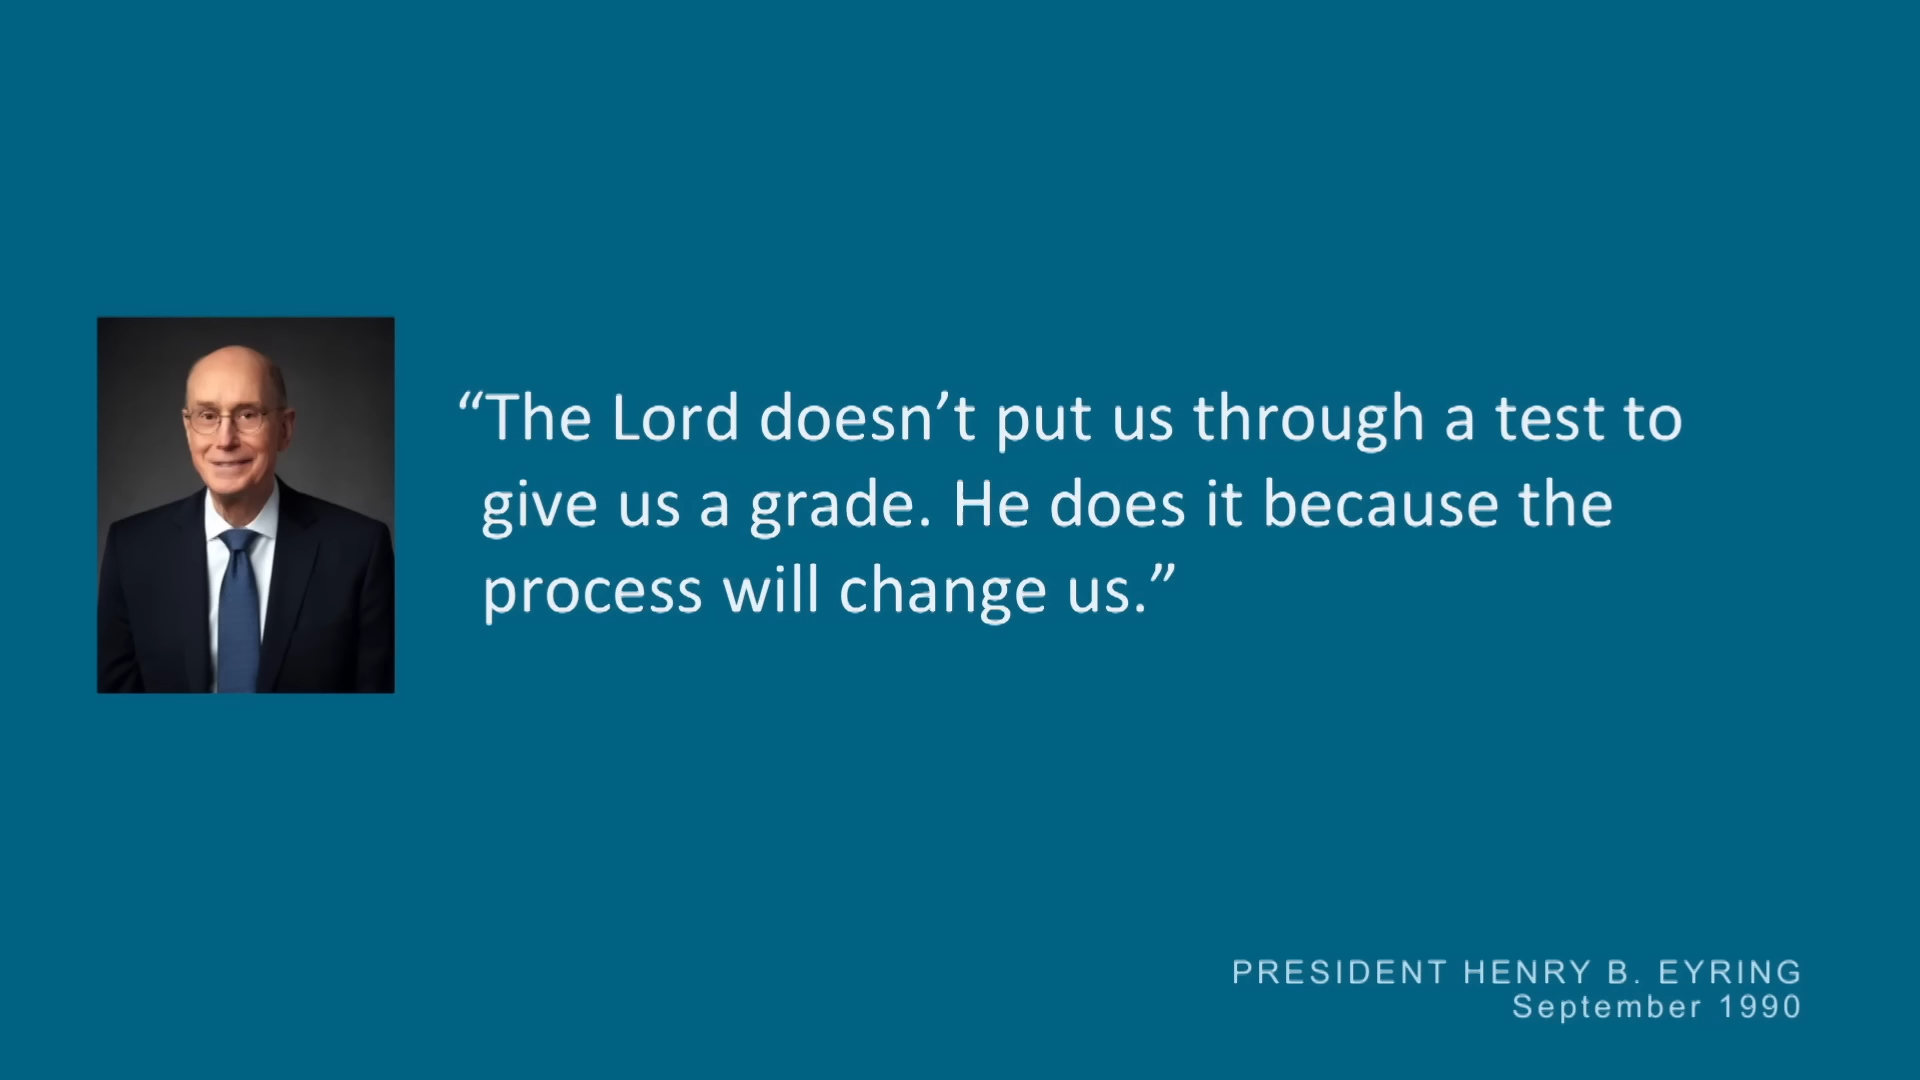 “The Lord doesn’t put us through a test to
give us a grade. He does it because the
process will change us.”
PRESIDENT HENRY B. EYRING
September 1990